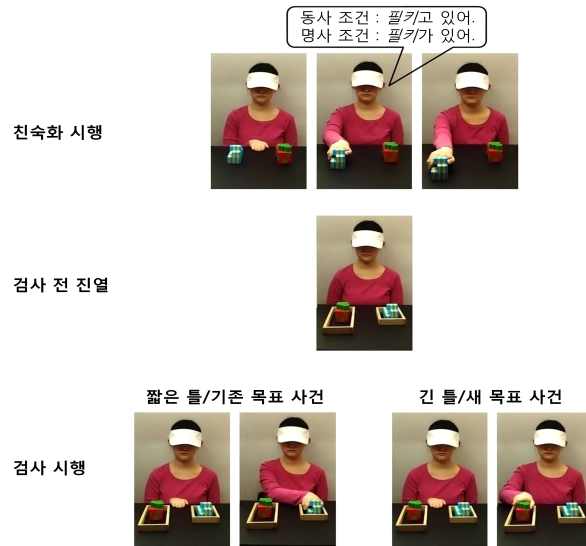 동사 조건 : 필키고 있어.
명사 조건 : 필키가 있어.
친숙화 시행
검사 전 진열
짧은 틀/기존 목표 사건
긴 틀/새 목표 사건
검사 시행